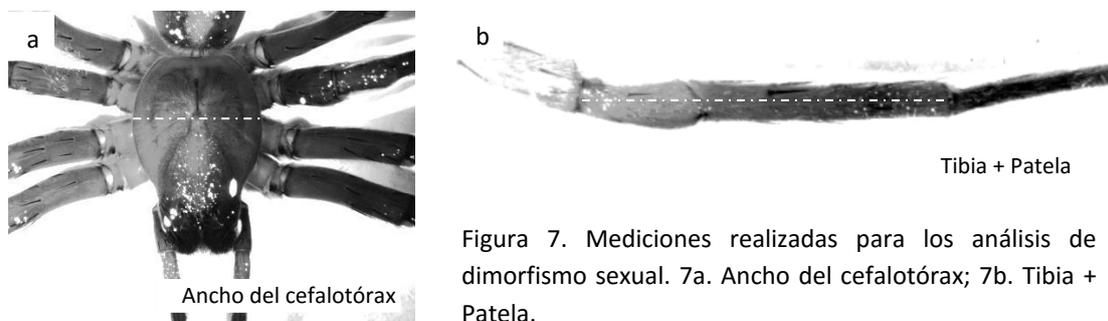 a
Ancho del cefalotórax
b
Tibia + Patela
Figura 7. Mediciones realizadas para los análisis de
dimorfismo sexual. 7a. Ancho del cefalotórax; 7b. Tibia +
Patela.